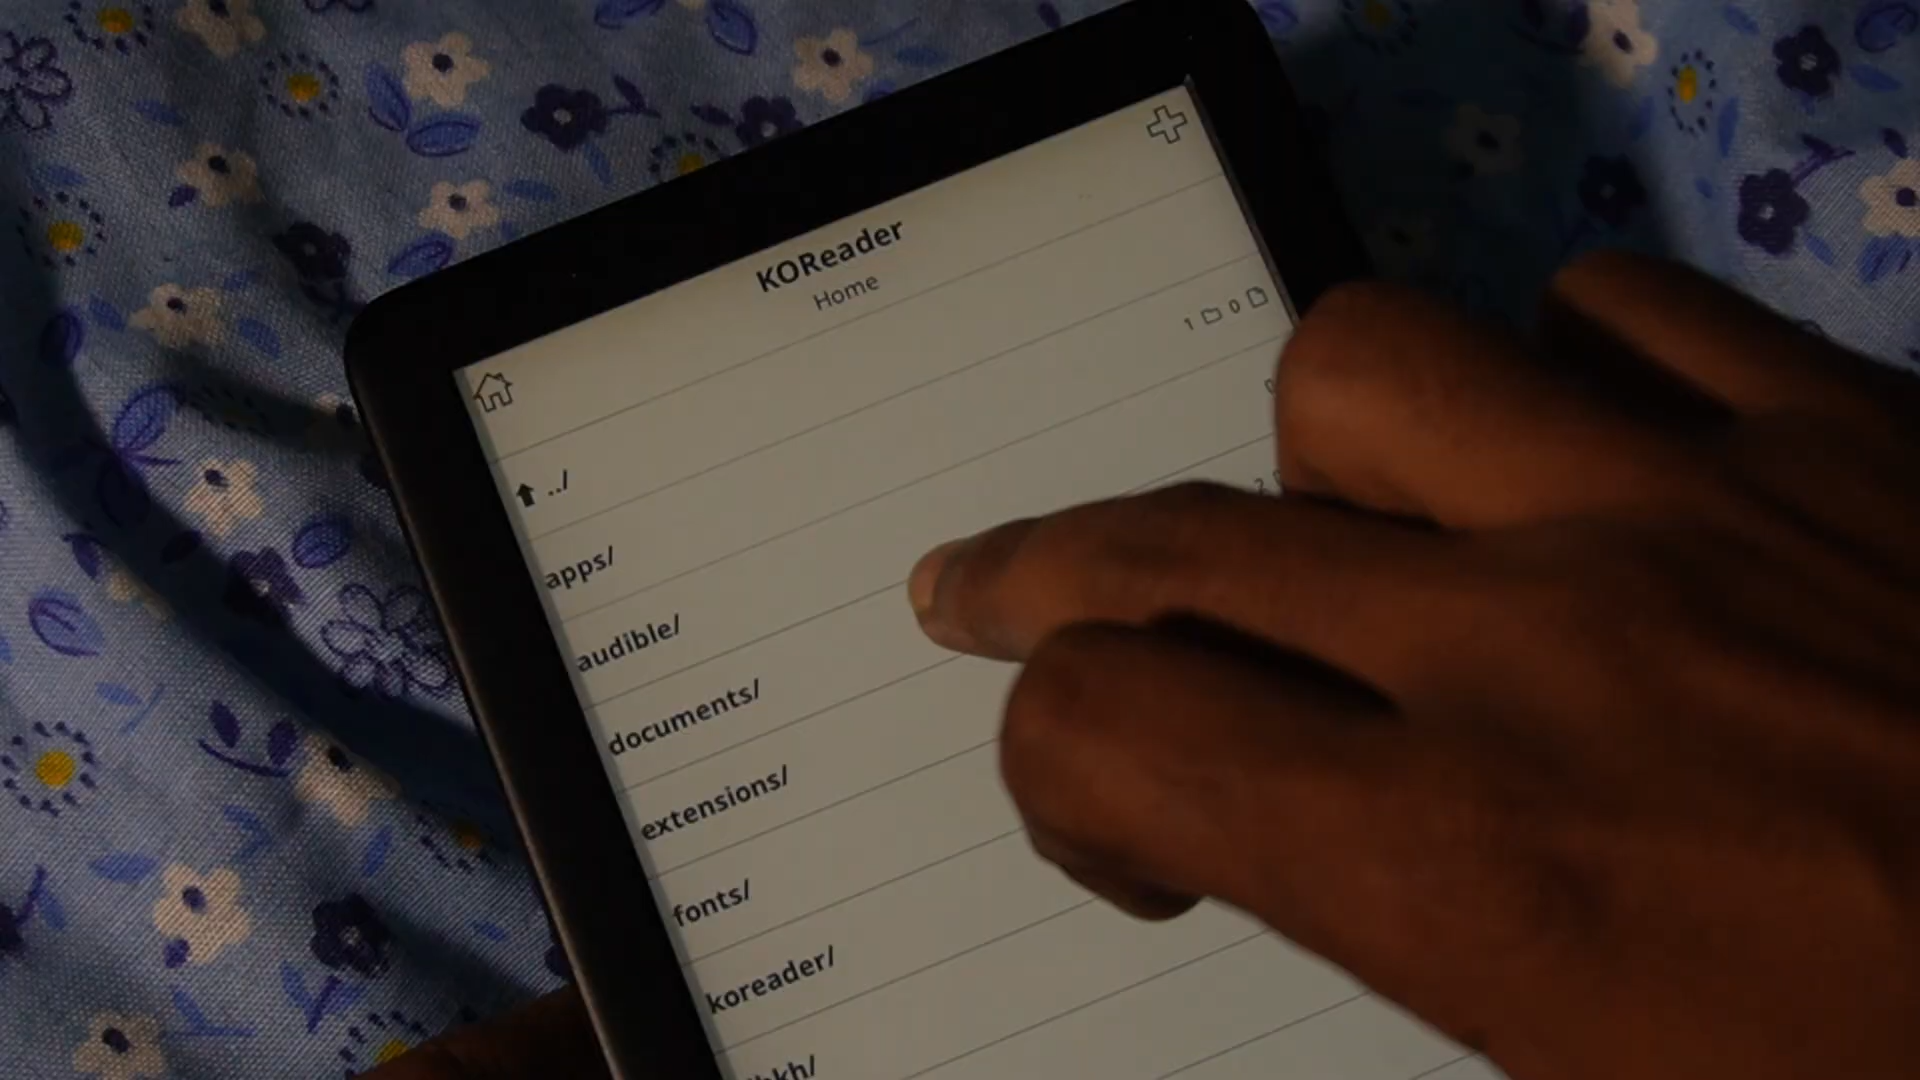 KOReader
Home
../
1 0
apps/
audible/
documents/
extensions/
fonts/
koreader/